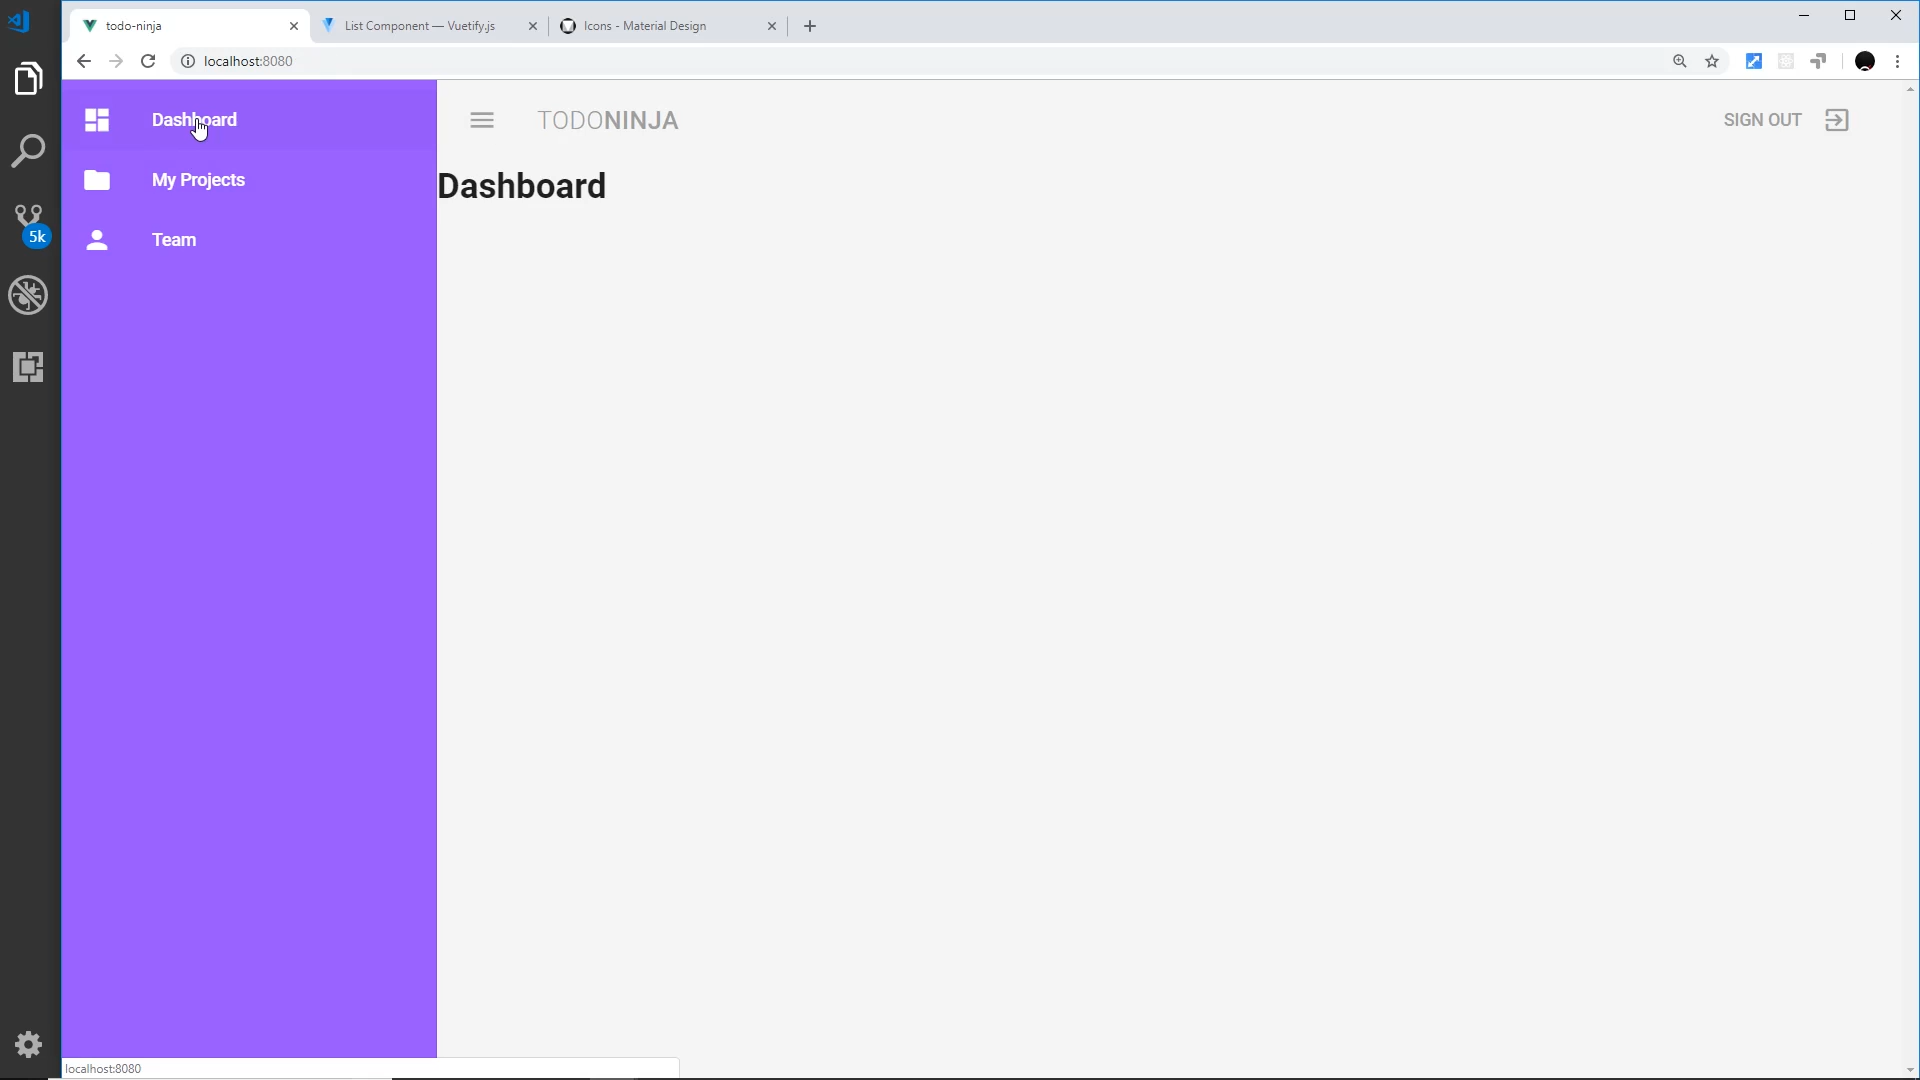 todo-ninja
List Component — Vuetify.js
Icons - Material Design
localhost:8080
Dashboard
TODONINJA
SIGN OUT
My Projects
Dashboard
5k
Team
localhost:8080